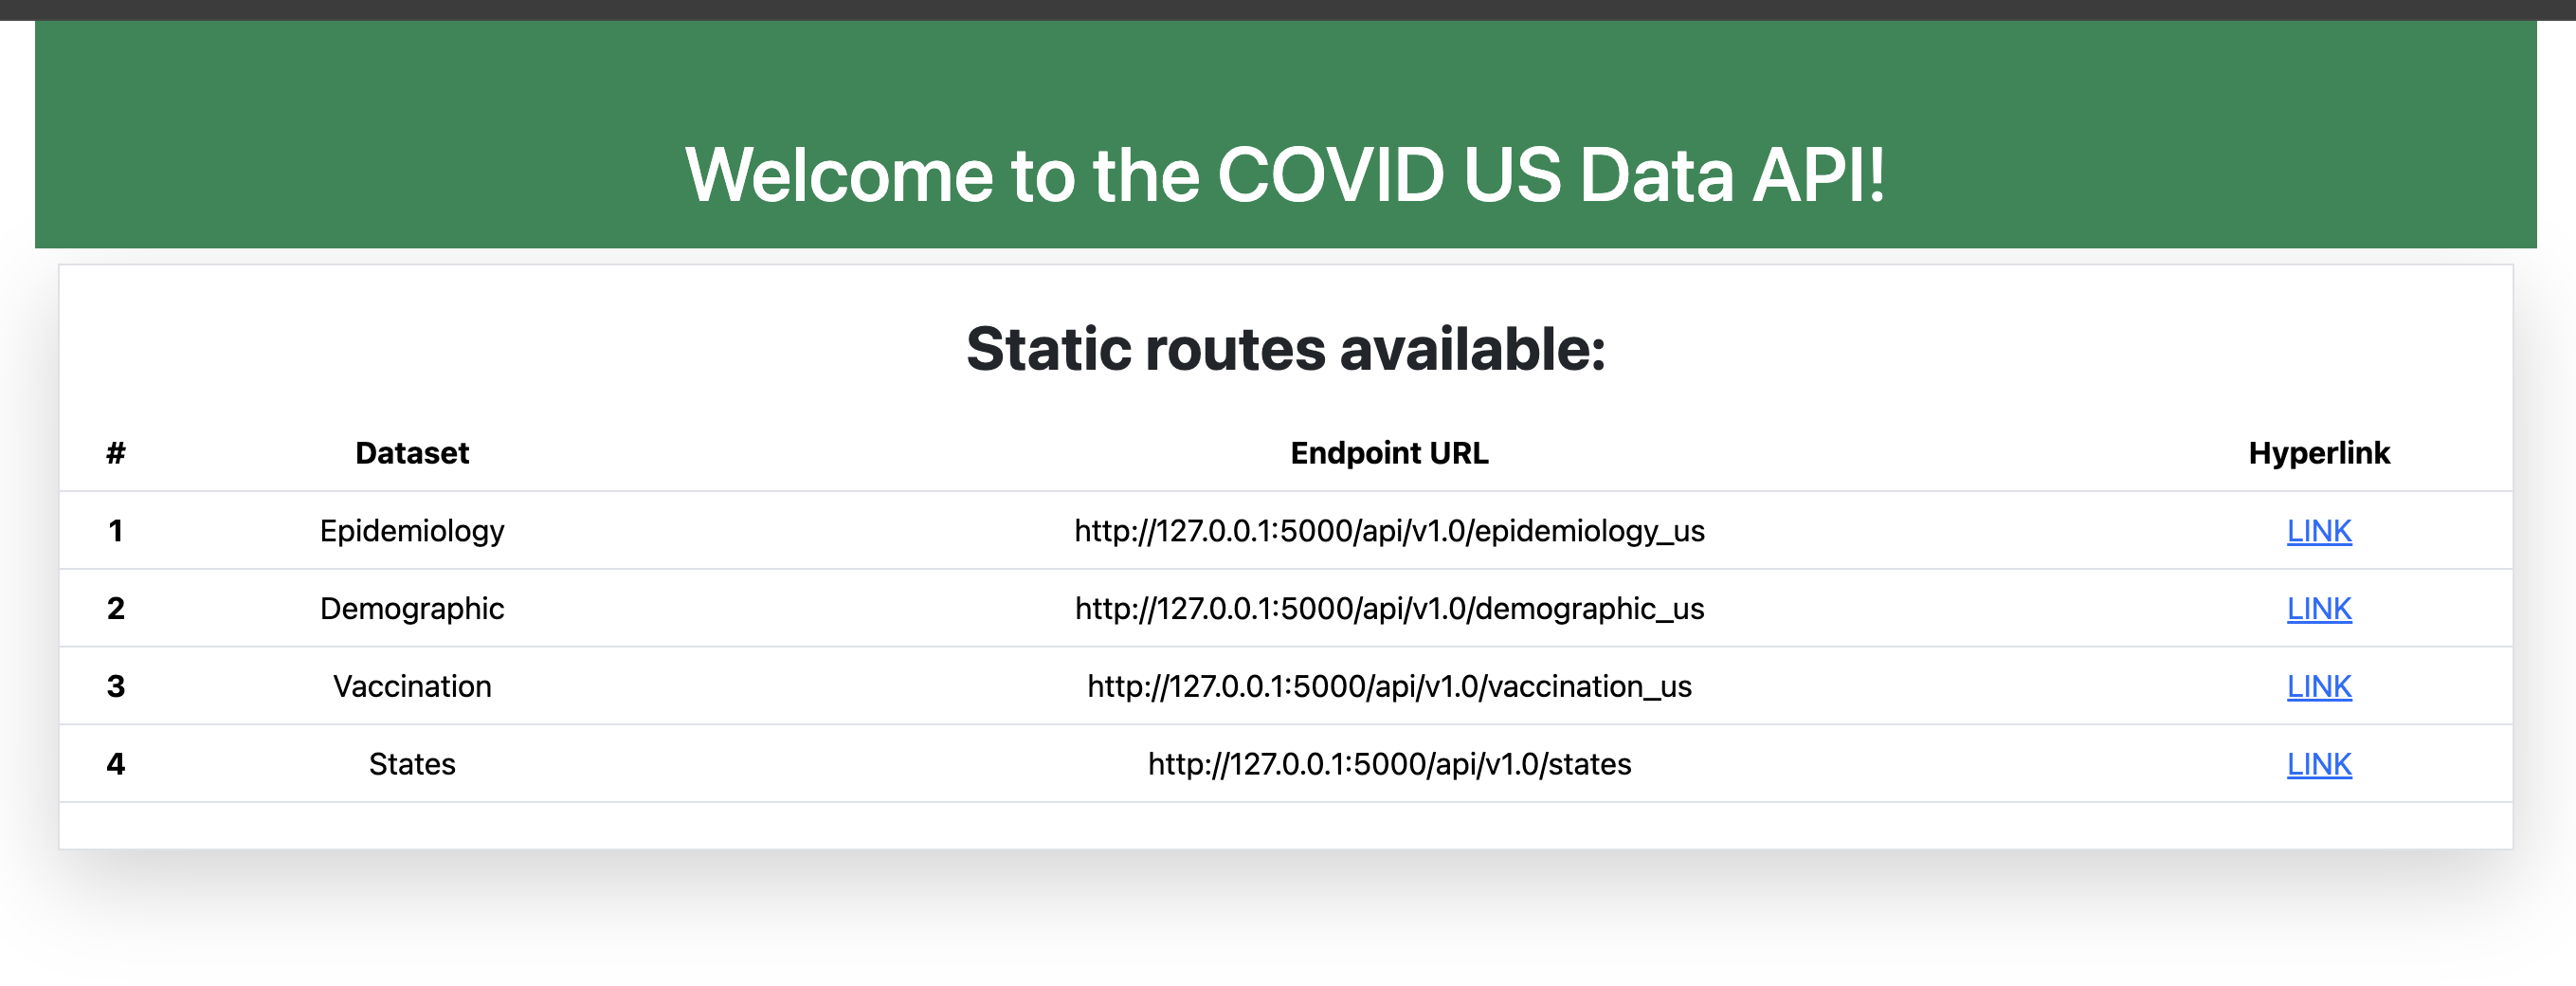 Welcome to the COVID US Data API!
Static routes available:
# Dataset Endpoint URL Hyperlink
1 Epidemiology http://127.0.0.1:5000/api/v1.0/epidemiology_us LINK
2 Demographic http://127.0.0.1:5000/api/v1.0/demographic_us LINK
3 Vaccination http://127.0.0.1:5000/api/v1.0/vaccination_us LINK
4 States http://127.0.0.1:5000/api/v1.0/states LINK